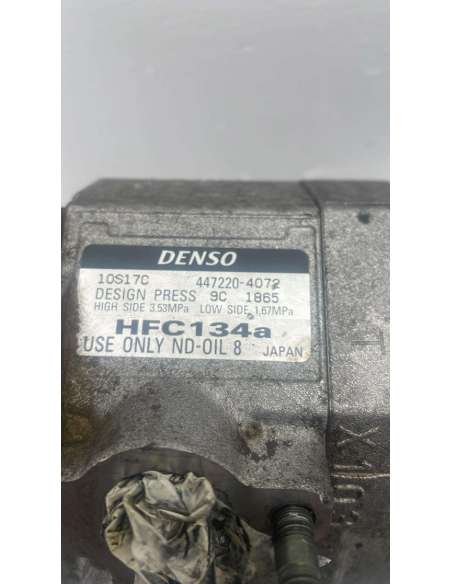 DENSO
10S17C 447220-4072
DESIGN PRESS 9C 1865
HIGH SIDE 3.53MPa LOW SIDE 1.67MPa
HFC134a
USE ONLY ND-OIL 8 JAPAN